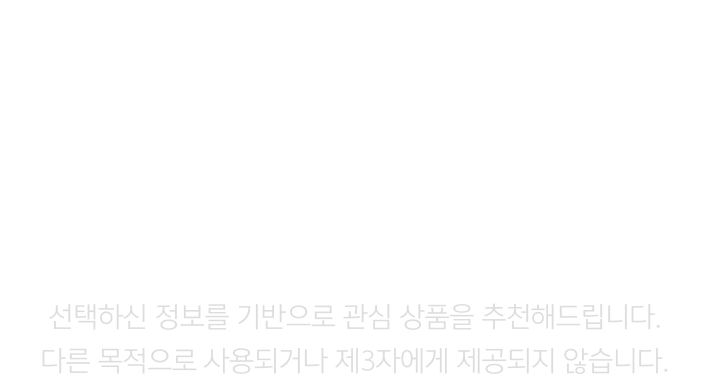 선택하신 정보를 기반으로 관심 상품을 추천해드립니다.
다른 목적으로 사용되거나 제3자에게 제공되지 않습니다.